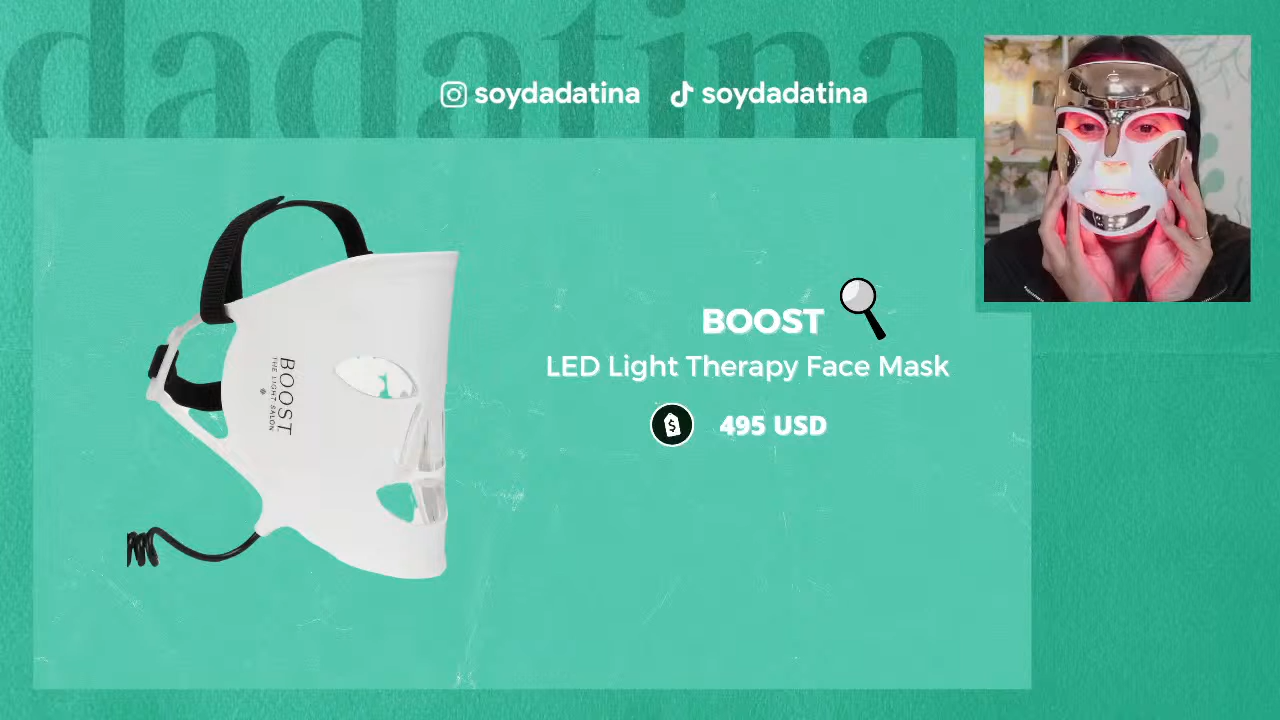 dadatina
soydadatina soydadatina
BOOST
LED Light Therapy Face Mask
$ 495 USD
BOOST
THE LIGHT SALON